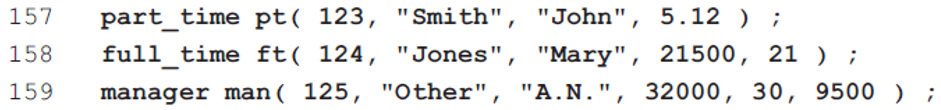 157 part_time pt( 123, "Smith", "John", 5.12 ) ;
158 full_time ft( 124, "Jones", "Mary", 21500, 21 ) ;
159 manager man( 125, "Other", "A.N.", 32000, 30, 9500 ) ;